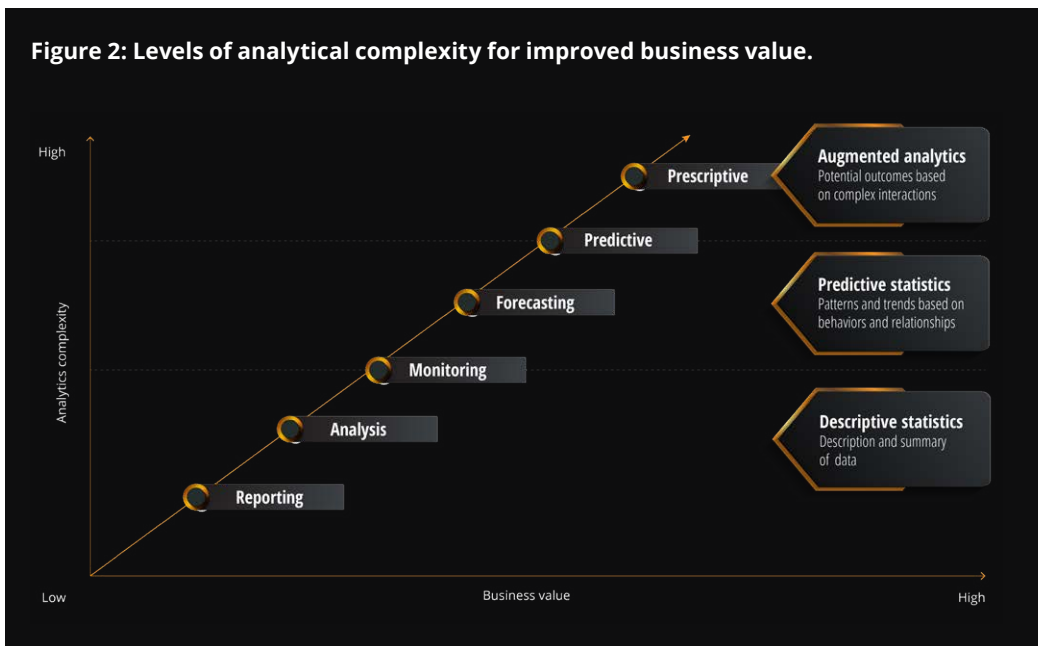 Figure 2: Levels of analytical complexity for improved business value.
High
Prescriptive
Augmented analytics
Potential outcomes based
on complex interactions
Predictive
Forecasting
Predictive statistics
Patterns and trends based on
behaviors and relationships
Analytics complexity
Monitoring
Analysis
Descriptive statistics
Description and summary
of data
Reporting
Low
Business value
High